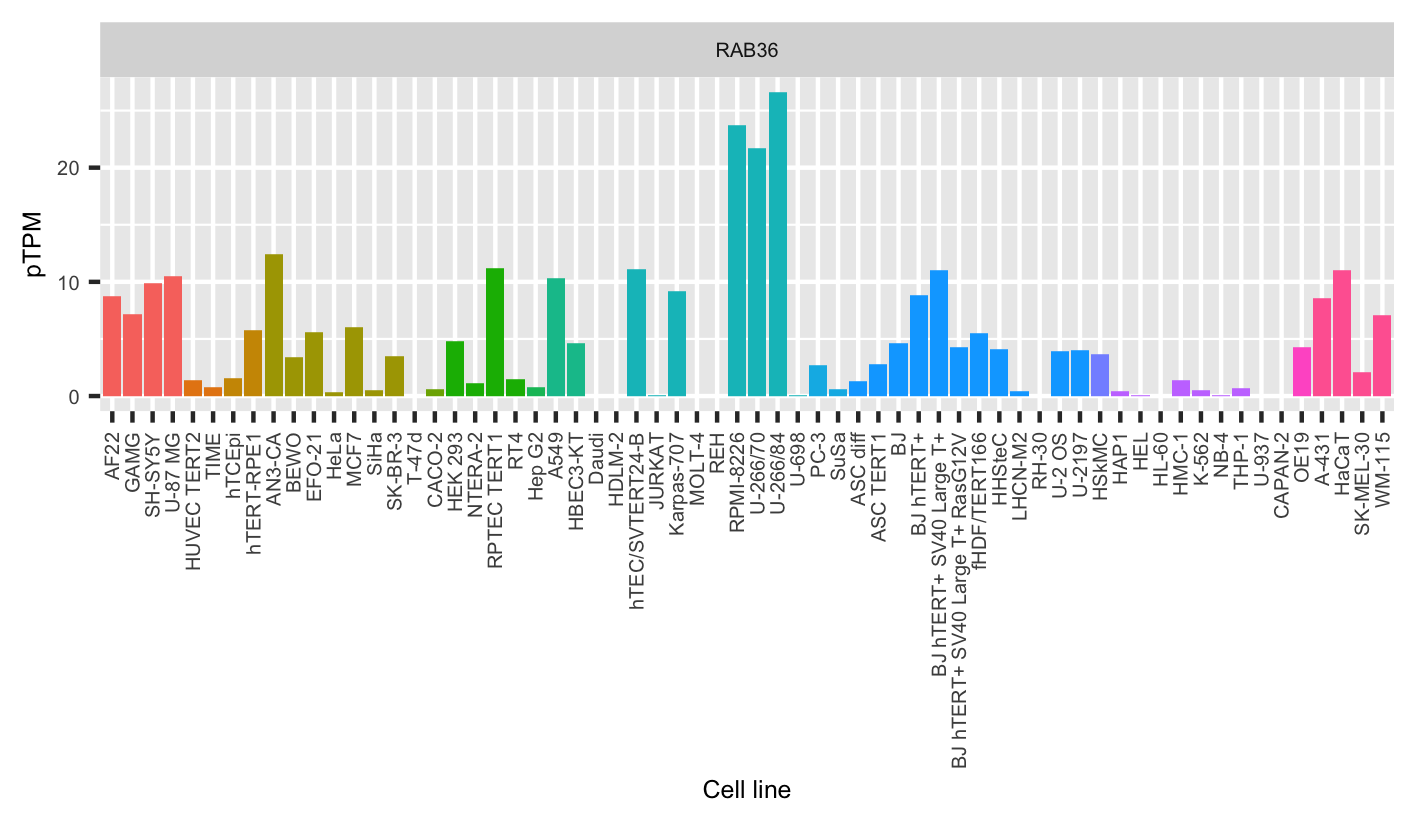 RAB36
pTPM
20
10
0
AF22
GAMG
SH-SY5Y
U-87 MG
HUVEC TERT2
TIME
hTCEpi
hTERT-RPE1
AN3-CA
BEWO
EFO-21
HeLa
MCF7
SiHa
SK-BR-3
T-47d
CACO-2
HEK 293
NTERA-2
RPTEC TERT1
RT4
Hep G2
A549
HBEC3-KT
Daudi
HDLM-2
hTEC/SVTERT24-B
JURKAT
Karpas-707
MOLT-4
REH
RPMI-8226
U-266/70
U-266/84
U-698
PC-3
SuSa
ASC diff
ASC TERT1
BJ
BJ hTERT+
BJ hTERT+ SV40 Large T+
BJ hTERT+ SV40 Large T+ RasG12V
fHDF/TERT166
HHSteC
LHCN-M2
RH-30
U-2 OS
U-2197
HSkMC
HAP1
HEL
HL-60
HMC-1
K-562
NB-4
THP-1
U-937
CAPAN-2
OE19
A-431
HaCaT
SK-MEL-30
WM-115
Cell line